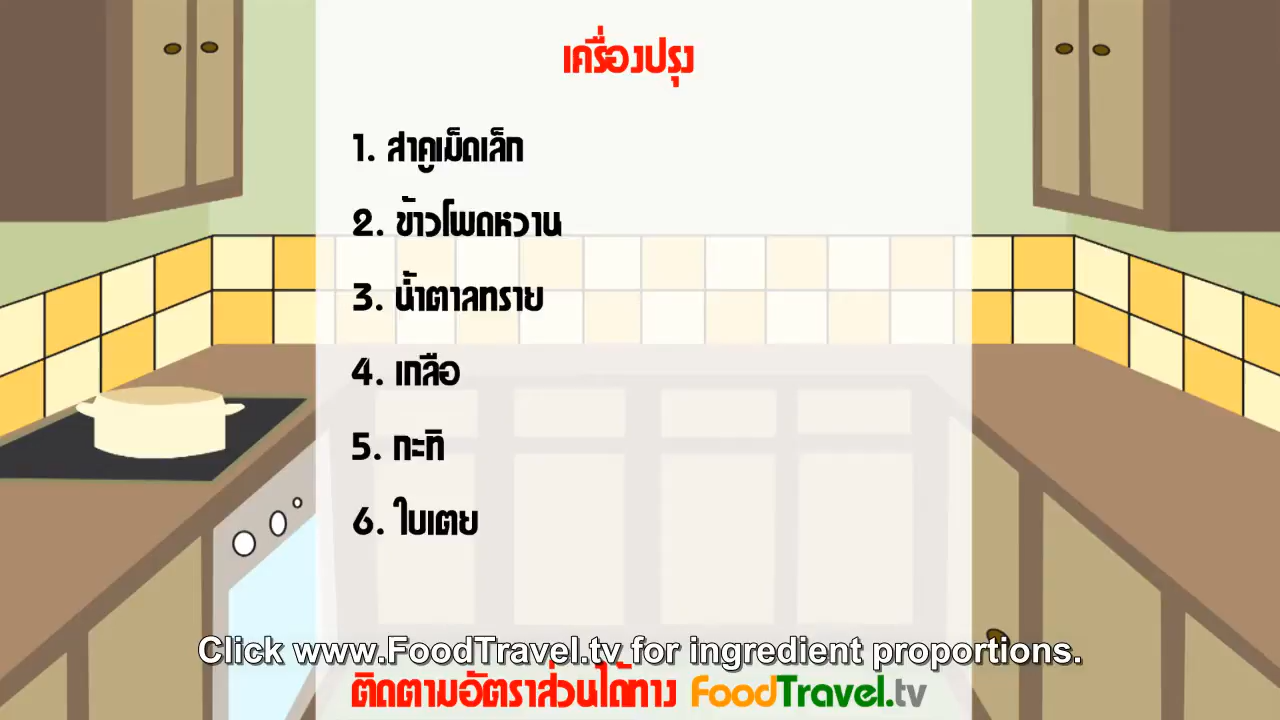 เครื่องปรุง
1. สาคูเม็ดเล็ก
2. ข้าวโพดหวาน
3. น้ำตาลทราย
4. เกลือ
5. กะทิ
6. ใบเตย
Click www.FoodTravel.tv for ingredient proportions.
ติดตามอัตราส่วนได้ทาง FoodTravel.tv